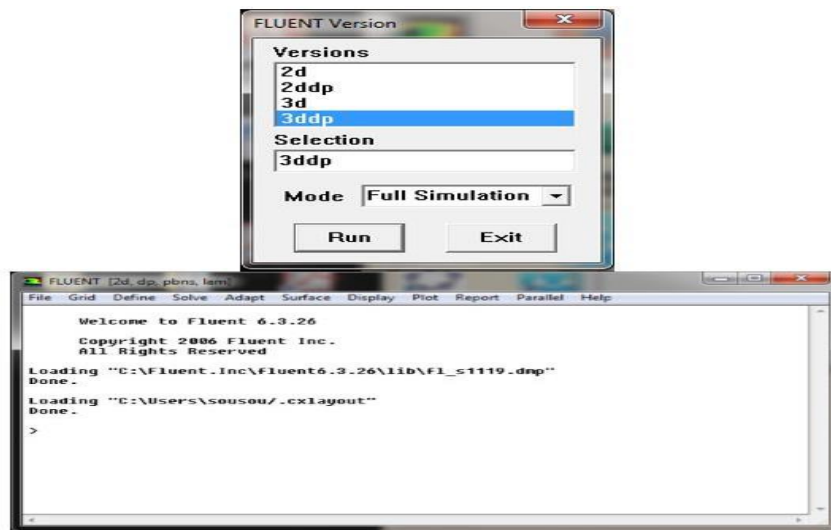 FLUENT Version
Versions
2d
2ddp
3d
3ddp
Selection
3ddp
Mode Full Simulation
Run Exit
FLUENT [2d, dp, pbns, lam]
File Grid Define Solve Adapt Surface Display Plot Report Parallel Help
Welcome to Fluent 6.3.26
Copyright 2006 Fluent Inc.
All Rights Reserved
Loading "C:\Fluent.Inc\fluent6.3.26\lib\fl_s1119.dmp"
Done.
Loading "C:\Users\sousou/.cxlayout"
Done.
>